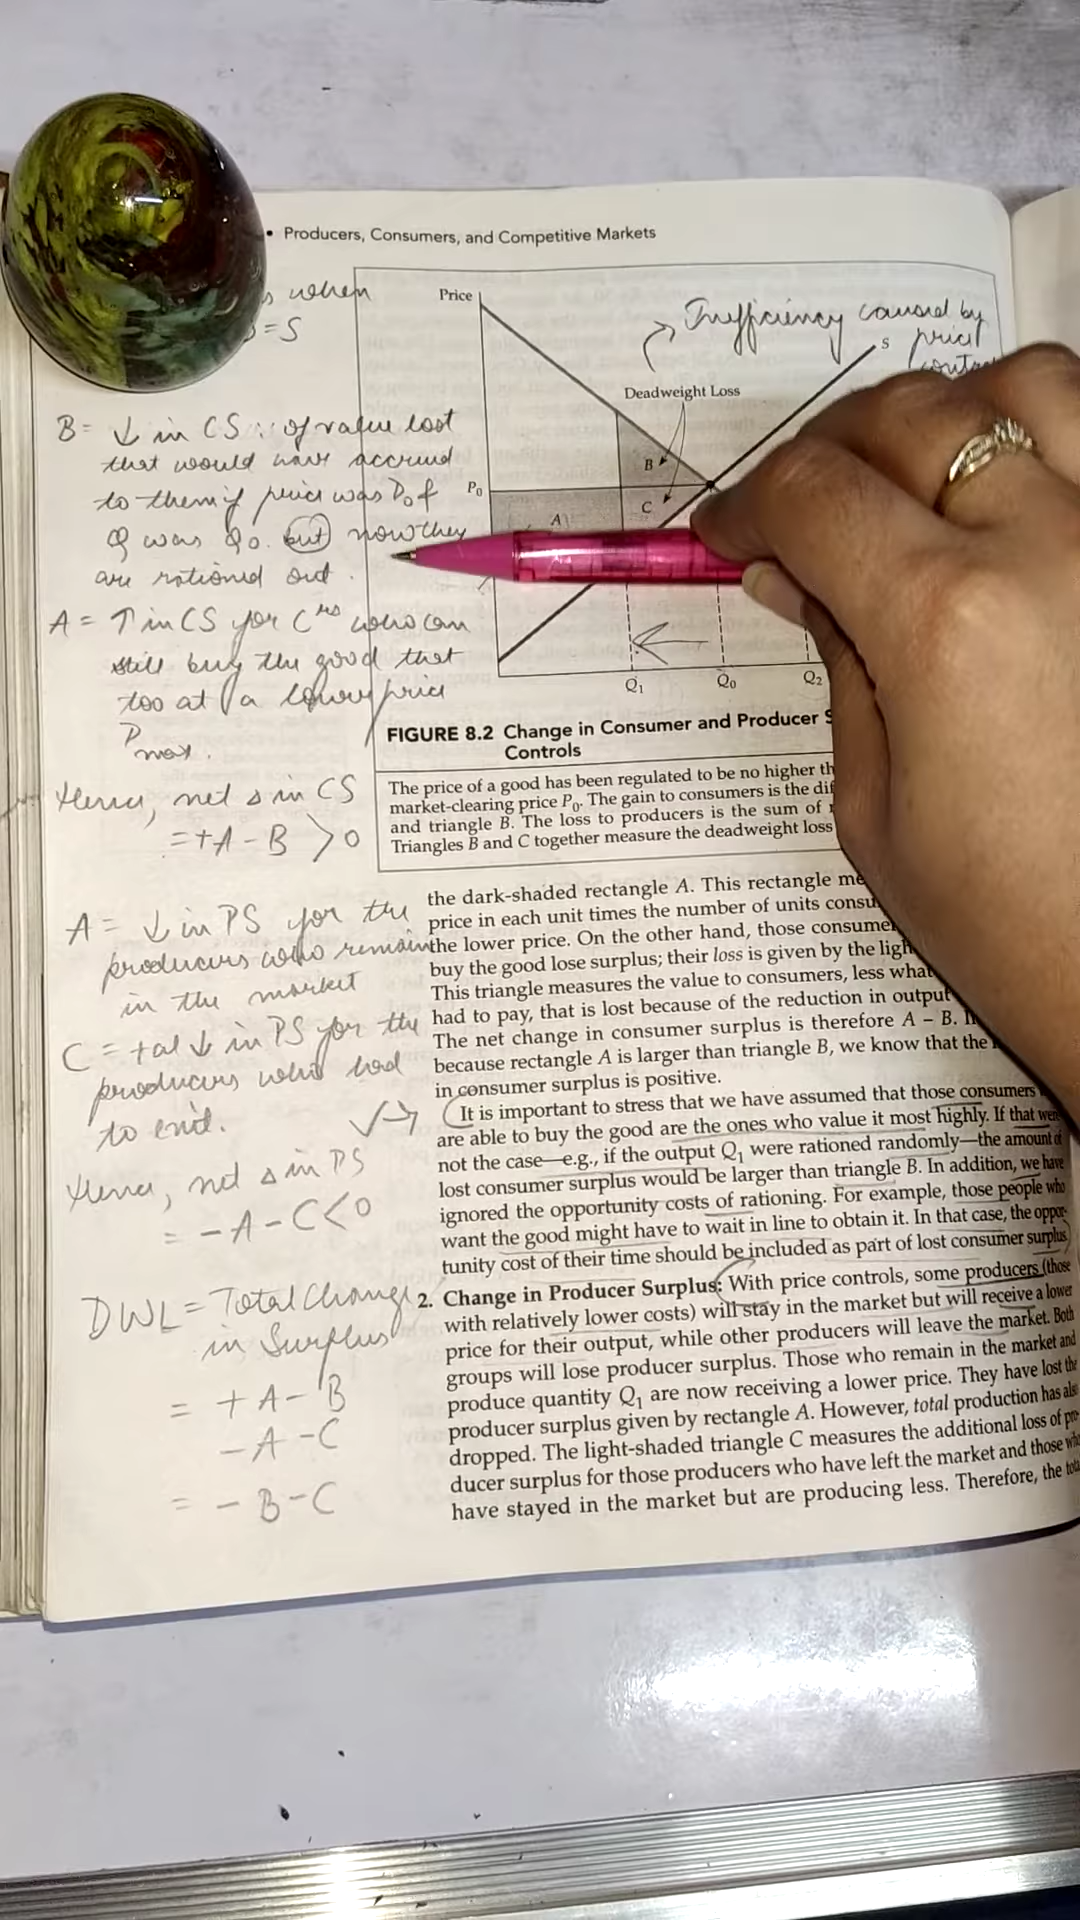 • Producers, Consumers, and Competitive Markets
when
= S
B = ↓ in CS ∵ of value lost
that would have accrued
to them if price was P₀ &
Q was Q₀. but now they
are rationed out.
A = ↑ in CS for Cʳˢ who can
still buy the good that
too at a lower price
Pmax.
Hence, net Δ in CS
= +A - B > 0
A = ↓ in PS for the
producers who remain
in the market
C = +al ↓ in PS for the
producers who had
to exit.
Hence, net Δ in PS
= - A - C < 0
DWL = Total Change
in Surplus
= + A - B
- A - C
= - B - C
Price
Inefficiency caused by
price
S
Deadweight Loss
B
P₀
C
A
Q₁ Q₀ Q₂
FIGURE 8.2 Change in Consumer and Producer
Controls
The price of a good has been regulated to be no higher
market-clearing price P₀. The gain to consumers is the
and triangle B. The loss to producers is the sum of
Triangles B and C together measure the deadweight loss
the dark-shaded rectangle A. This rectangle
price in each unit times the number of units
the lower price. On the other hand, those
buy the good lose surplus; their loss is given by the
This triangle measures the value to consumers, less what
had to pay, that is lost because of the reduction in output
The net change in consumer surplus is therefore A – B.
because rectangle A is larger than triangle B, we know that the
in consumer surplus is positive.
It is important to stress that we have assumed that those consumers
are able to buy the good are the ones who value it most highly. If that were
not the case—e.g., if the output Q₁ were rationed randomly—the amount of
lost consumer surplus would be larger than triangle B. In addition, we have
ignored the opportunity costs of rationing. For example, those people who
want the good might have to wait in line to obtain it. In that case, the oppor-
tunity cost of their time should be included as part of lost consumer surplus
2. Change in Producer Surplus: With price controls, some producers (those
with relatively lower costs) will stay in the market but will receive a lower
price for their output, while other producers will leave the market. Both
groups will lose producer surplus. Those who remain in the market and
produce quantity Q₁ are now receiving a lower price. They have lost the
producer surplus given by rectangle A. However, total production has also
dropped. The light-shaded triangle C measures the additional loss of pro-
ducer surplus for those producers who have left the market and those who
have stayed in the market but are producing less. Therefore, the total